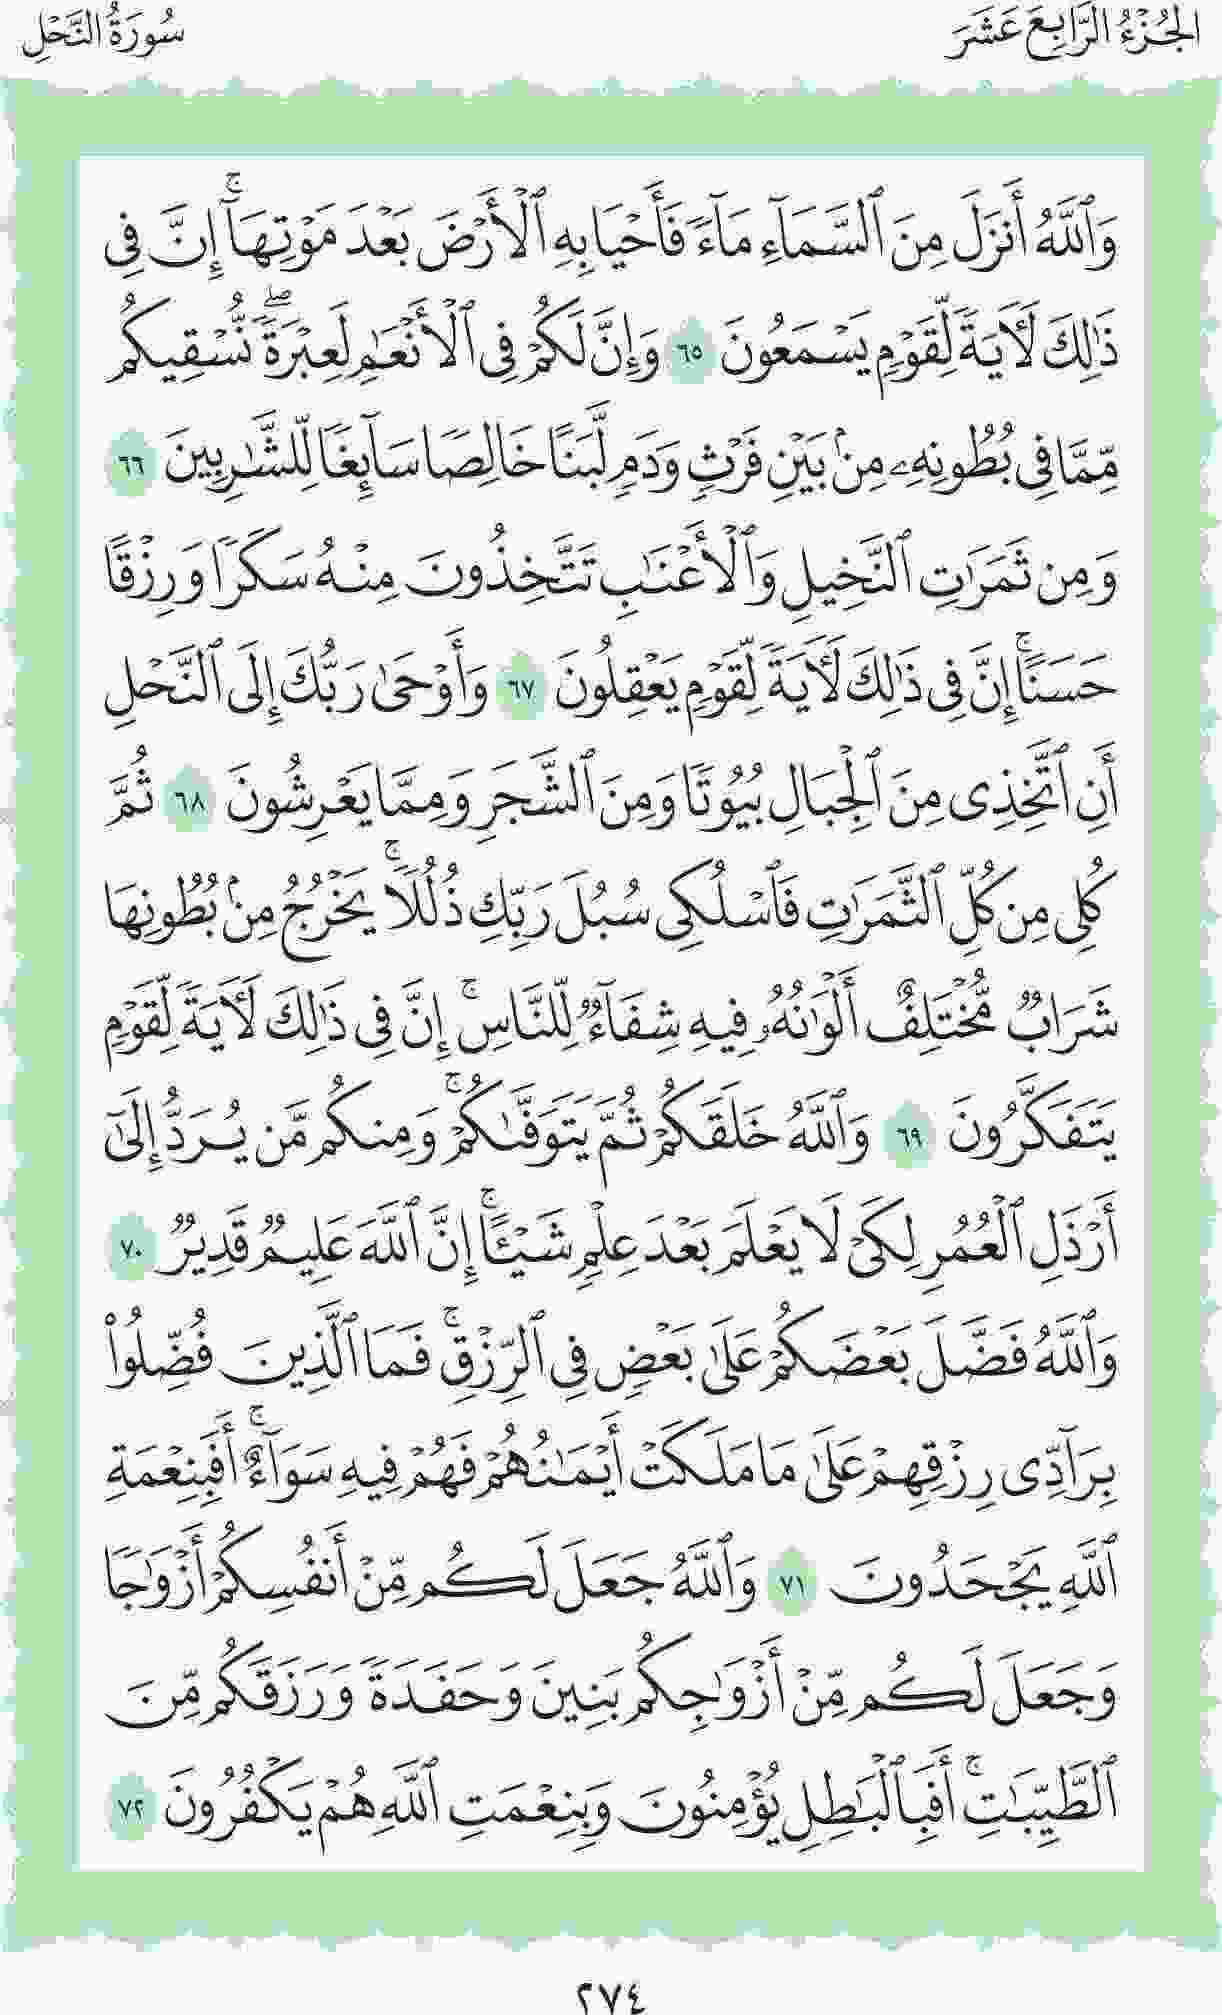 الجُزْءُ الرَّابِعَ عَشَرَ
سُورَةُ النَّحْلِ
وَٱللَّهُ أَنزَلَ مِنَ ٱلسَّمَآءِ مَآءً فَأَحْيَا بِهِ ٱلْأَرْضَ بَعْدَ مَوْتِهَآ ۚ إِنَّ فِى
ذَٰلِكَ لَـَٔايَةً لِّقَوْمٍ يَسْمَعُونَ ٦٥ وَإِنَّ لَكُمْ فِى ٱلْأَنْعَٰمِ لَعِبْرَةً ۖ نُّسْقِيكُم
مِّمَّا فِى بُطُونِهِۦ مِنۢ بَيْنِ فَرْثٍ وَدَمٍ لَّبَنًا خَالِصًا سَآئِغًا لِّلشَّٰرِبِينَ ٦٦
وَمِن ثَمَرَٰتِ ٱلنَّخِيلِ وَٱلْأَعْنَٰبِ تَتَّخِذُونَ مِنْهُ سَكَرًا وَرِزْقًا
حَسَنًا ۗ إِنَّ فِى ذَٰلِكَ لَـَٔايَةً لِّقَوْمٍ يَعْقِلُونَ ٦٧ وَأَوْحَىٰ رَبُّكَ إِلَى ٱلنَّحْلِ
أَنِ ٱتَّخِذِى مِنَ ٱلْجِبَالِ بُيُوتًا وَمِنَ ٱلشَّجَرِ وَمِمَّا يَعْرِشُونَ ٦٨ ثُمَّ
كُلِى مِن كُلِّ ٱلثَّمَرَٰتِ فَٱسْلُكِى سُبُلَ رَبِّكِ ذُلُلًا ۚ يَخْرُجُ مِنۢ بُطُونِهَا
شَرَابٌ مُّخْتَلِفٌ أَلْوَٰنُهُۥ فِيهِ شِفَآءٌ لِّلنَّاسِ ۚ إِنَّ فِى ذَٰلِكَ لَـَٔايَةً لِّقَوْمٍ
يَتَفَكَّرُونَ ٦٩ وَٱللَّهُ خَلَقَكُمْ ثُمَّ يَتَوَفَّىٰكُمْ ۚ وَمِنكُم مَّن يُرَدُّ إِلَىٰٓ
أَرْذَلِ ٱلْعُمُرِ لِكَىْ لَا يَعْلَمَ بَعْدَ عِلْمٍ شَيْـًٔا ۚ إِنَّ ٱللَّهَ عَلِيمٌ قَدِيرٌ ٧٠
وَٱللَّهُ فَضَّلَ بَعْضَكُمْ عَلَىٰ بَعْضٍ فِى ٱلرِّزْقِ ۚ فَمَا ٱلَّذِينَ فُضِّلُوا۟
بِرَآدِّى رِزْقِهِمْ عَلَىٰ مَا مَلَكَتْ أَيْمَٰنُهُمْ فَهُمْ فِيهِ سَوَآءٌ ۚ أَفَبِنِعْمَةِ
ٱللَّهِ يَجْحَدُونَ ٧١ وَٱللَّهُ جَعَلَ لَكُم مِّنْ أَنفُسِكُمْ أَزْوَٰجًا
وَجَعَلَ لَكُم مِّنْ أَزْوَٰجِكُم بَنِينَ وَحَفَدَةً وَرَزَقَكُم مِّنَ
ٱلطَّيِّبَٰتِ ۚ أَفَبِٱلْبَٰطِلِ يُؤْمِنُونَ وَبِنِعْمَتِ ٱللَّهِ هُمْ يَكْفُرُونَ ٧٢
٢٧٤